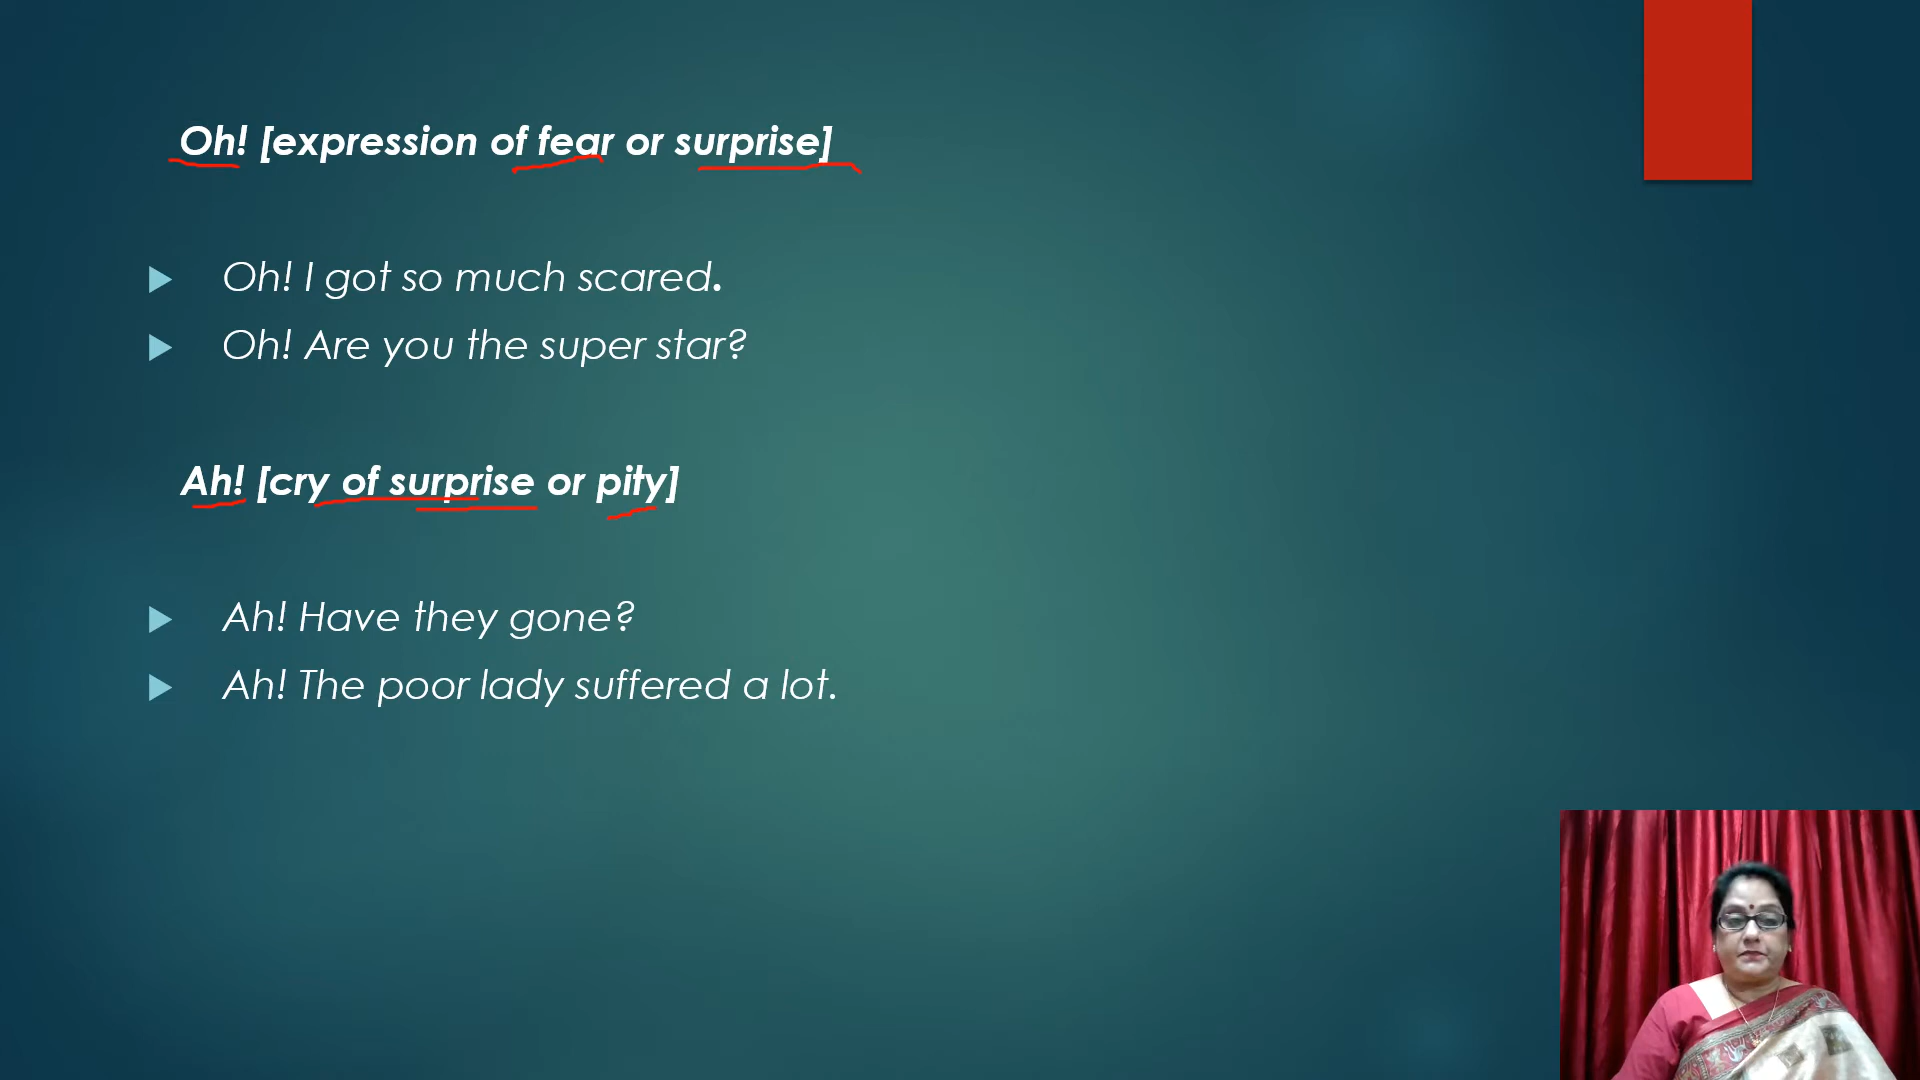 Oh! [expression of fear or surprise]
Oh! I got so much scared.
Oh! Are you the super star?
Ah! [cry of surprise or pity]
Ah! Have they gone?
Ah! The poor lady suffered a lot.